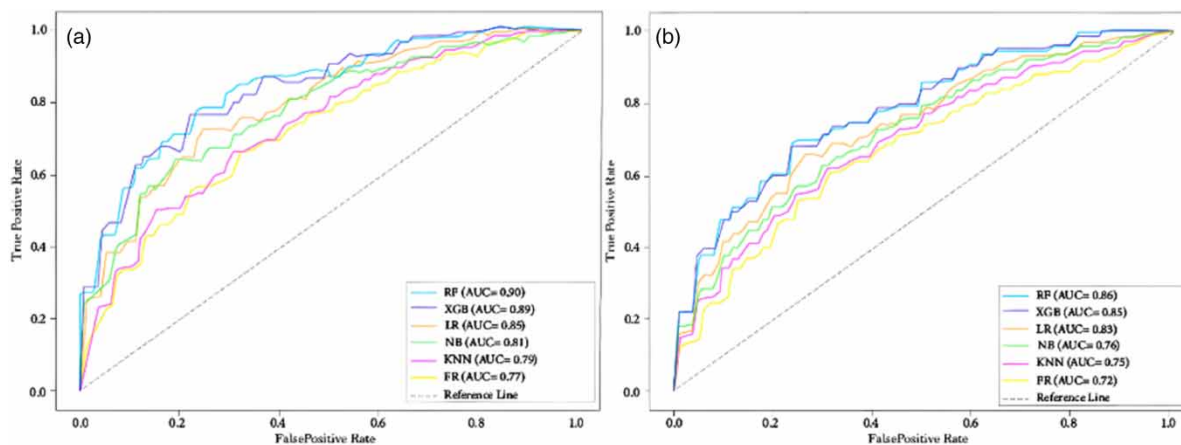 (a)
1.0
0.8
0.6
0.4
0.2
0.0
True Positive Rate
RF (AUC= 0.90)
XGB (AUC= 0.89)
LR (AUC= 0.85)
NB (AUC= 0.81)
KNN (AUC= 0.79)
FR (AUC= 0.77)
Reference Line
0.0 0.2 0.4 0.6 0.8 1.0
FalsePositive Rate
(b)
1.0
0.8
0.6
0.4
0.2
0.0
True Positive Rate
RF (AUC= 0.86)
XGB (AUC= 0.85)
LR (AUC= 0.83)
NB (AUC= 0.76)
KNN (AUC= 0.75)
FR (AUC= 0.72)
Reference Line
0.0 0.2 0.4 0.6 0.8 1.0
FalsePositive Rate